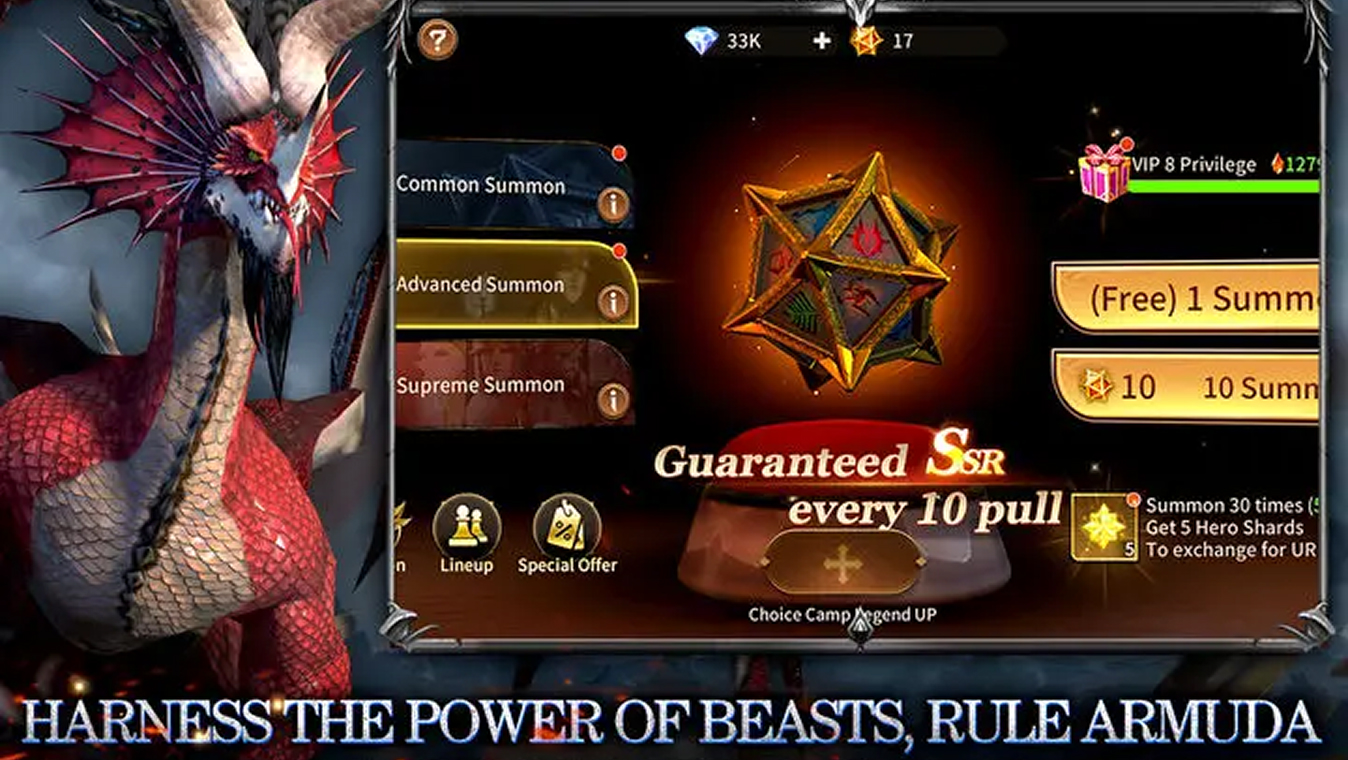 ?
33K
+
17
Common Summon
i
Advanced Summon
i
Supreme Summon
i
VIP 8 Privilege
127
(Free) 1 Summ
10 10 Summ
Guaranteed SSR
every 10 pull
Lineup
Special Offer
Summon 30 times (
Get 5 Hero Shards
To exchange for UR
5
Choice Camp Legend UP
HARNESS THE POWER OF BEASTS, RULE ARMUDA